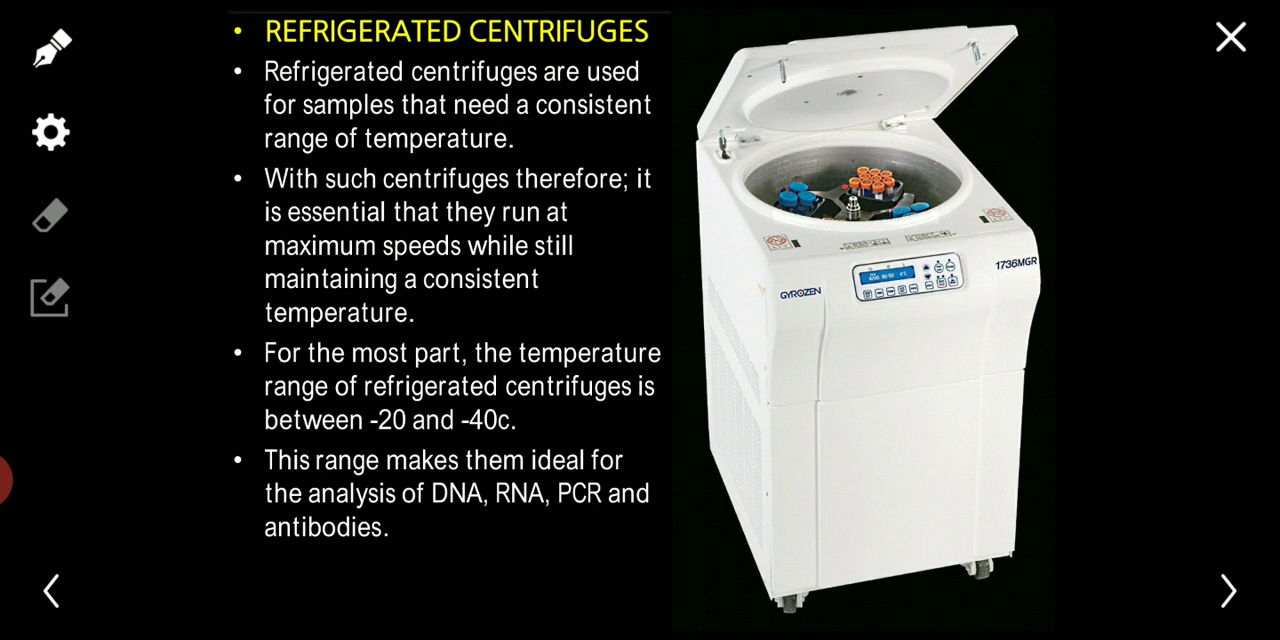 • REFRIGERATED CENTRIFUGES
• Refrigerated centrifuges are used
for samples that need a consistent
range of temperature.
• With such centrifuges therefore; it
is essential that they run at
maximum speeds while still
maintaining a consistent
temperature.
• For the most part, the temperature
range of refrigerated centrifuges is
between -20 and -40c.
• This range makes them ideal for
the analysis of DNA, RNA, PCR and
antibodies.
1736MGR
GYROZEN